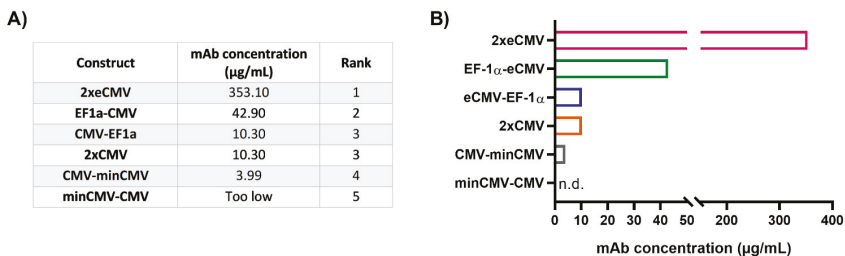 A)
Construct mAb concentration (µg/mL) Rank
2xeCMV 353.10 1
EF1a-CMV 42.90 2
CMV-EF1a 10.30 3
2xCMV 10.30 3
CMV-minCMV 3.99 4
minCMV-CMV Too low 5
B)
2xeCMV
EF-1α-eCMV
eCMV-EF-1α
2xCMV
CMV-minCMV
minCMV-CMV n.d.
0 10 20 30 40 50 200 400
mAb concentration (µg/mL)